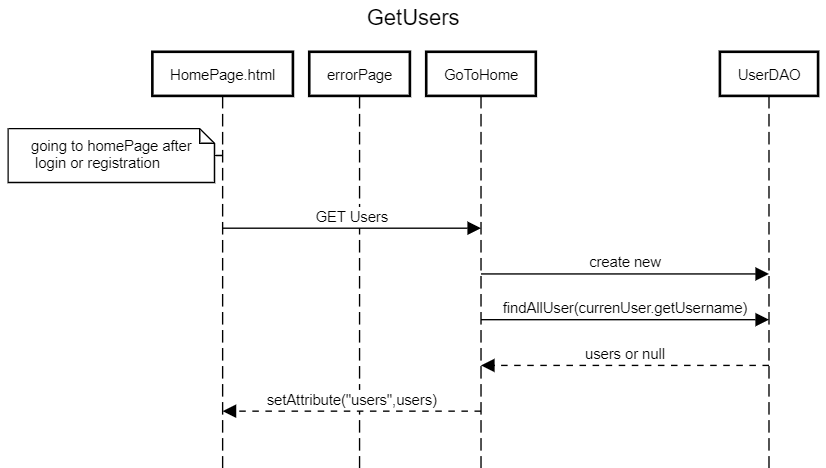 GetUsers
HomePage.html
errorPage
GoToHome
UserDAO
going to homePage after
login or registration
GET Users
create new
findAllUser(currenUser.getUsername)
users or null
setAttribute("users",users)